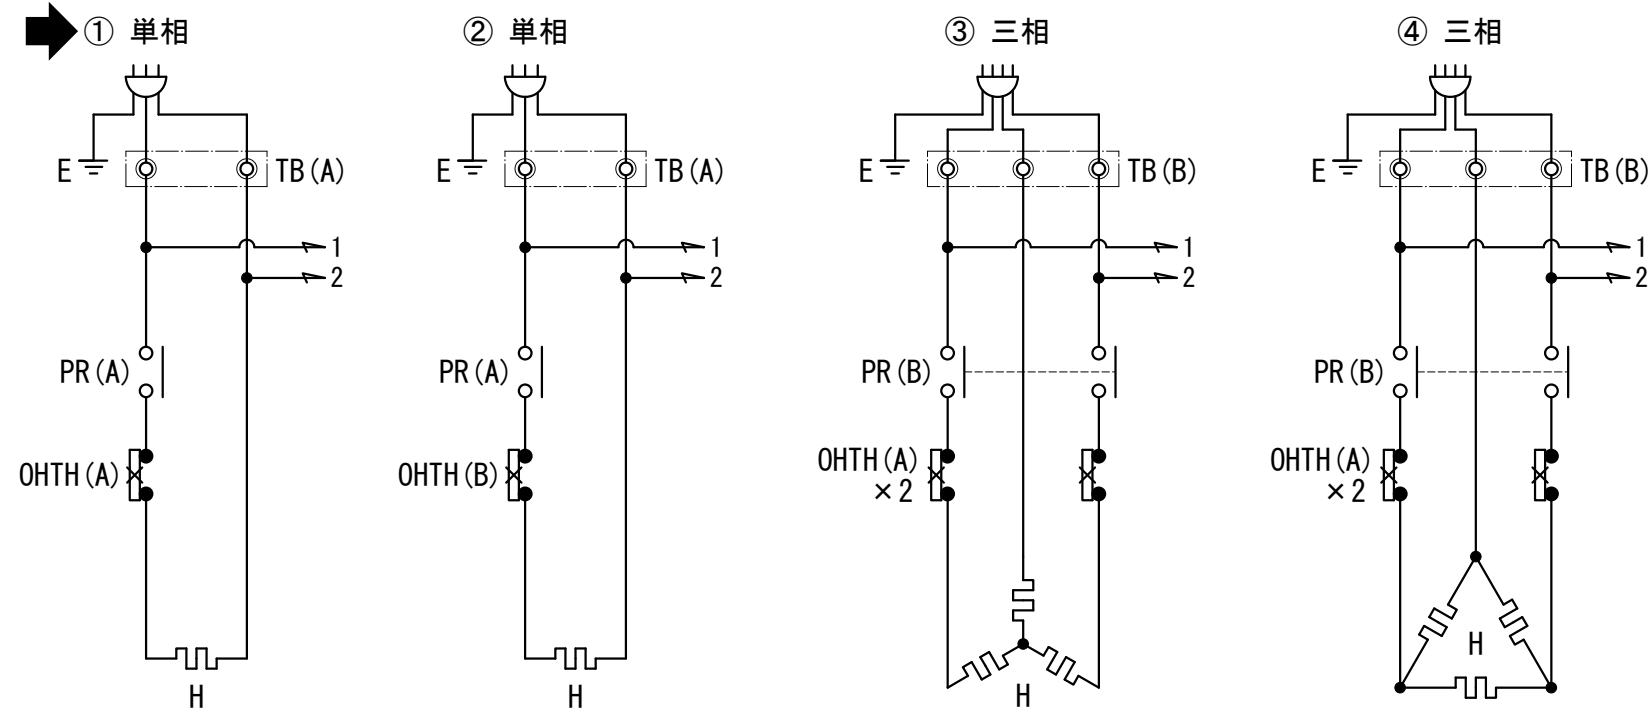 ① 単相
② 単相
③ 三相
④ 三相
E
TB(A)
E
TB(A)
E
TB(B)
E
TB(B)
1
2
1
2
1
2
1
2
PR(A)
PR(A)
PR(B)
PR(B)
OHTH(A)
OHTH(B)
OHTH(A)
×2
OHTH(A)
×2
H
H
H
H